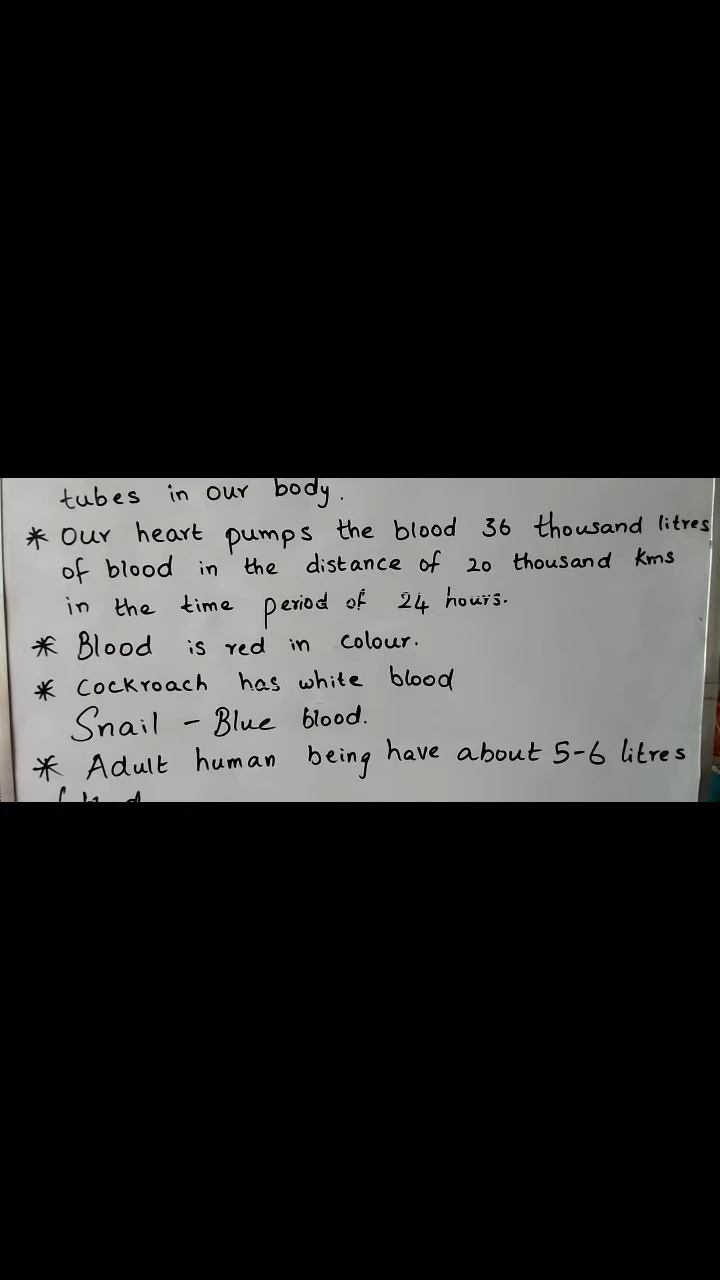 tubes in our body.
* Our heart pumps the blood 36 thousand litres
of blood in the distance of 20 thousand kms
in the time period of 24 hours.
* Blood is red in colour.
* Cockroach has white blood
Snail - Blue blood.
* Adult human being have about 5-6 litres